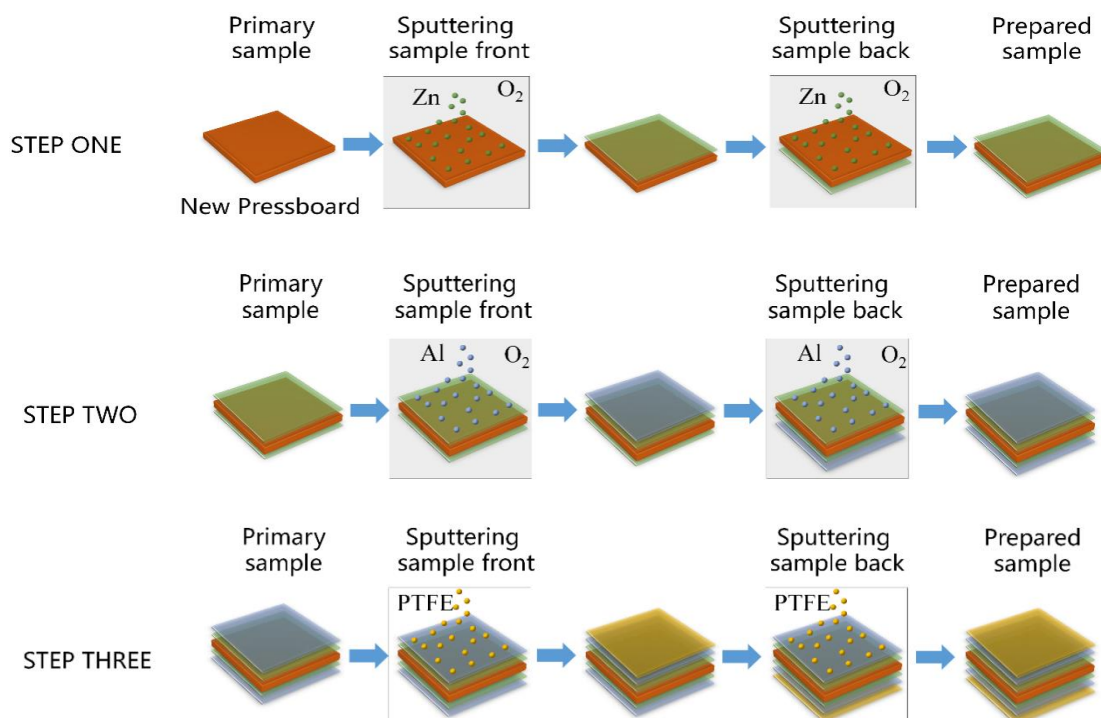 Primary
sample
Sputtering
sample front
Sputtering
sample back
Prepared
sample
STEP ONE
Zn
O₂
Zn
O₂
New Pressboard
Primary
sample
Sputtering
sample front
Sputtering
sample back
Prepared
sample
STEP TWO
Al
O₂
Al
O₂
Primary
sample
Sputtering
sample front
Sputtering
sample back
Prepared
sample
STEP THREE
PTFE
PTFE